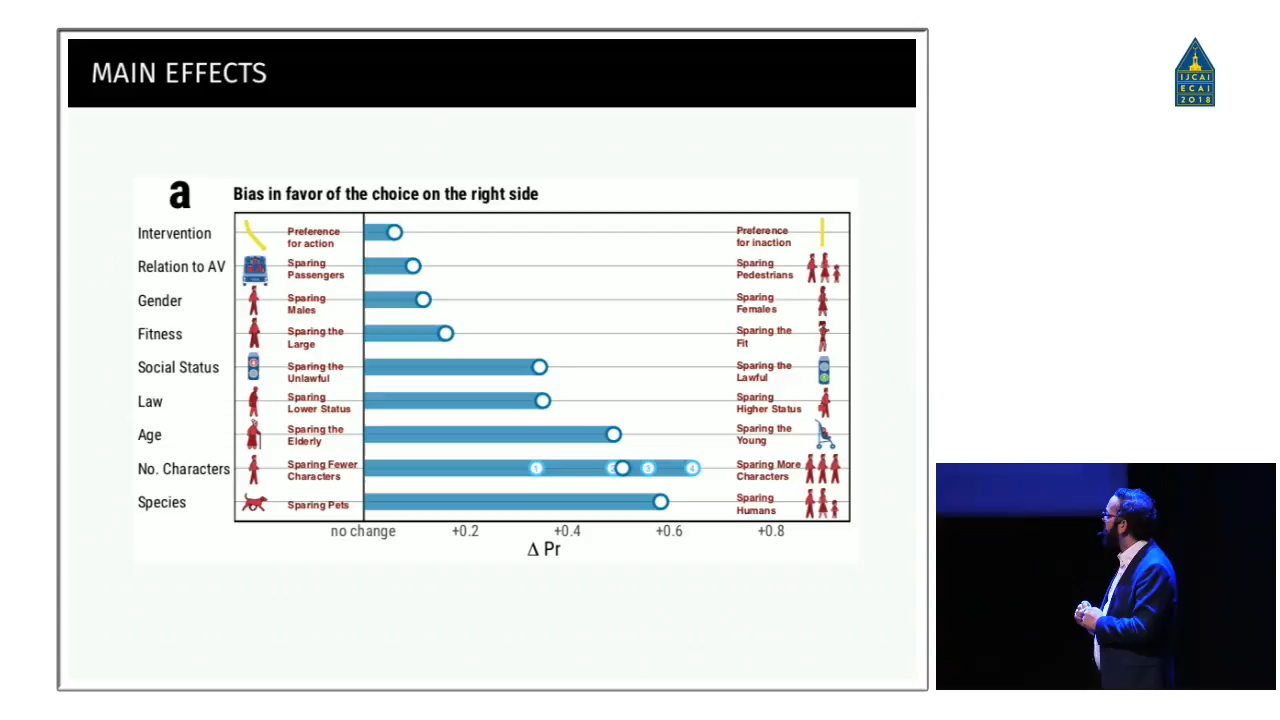 MAIN EFFECTS
IJCAI
ECAI
2018
a
Bias in favor of the choice on the right side
Intervention
Preference
for action
Preference
for inaction
Relation to AV
Sparing
Passengers
Sparing
Pedestrians
Gender
Sparing
Males
Sparing
Females
Fitness
Sparing the
Large
Sparing the
Fit
Social Status
Sparing the
Unlawful
Sparing the
Lawful
Law
Sparing
Lower Status
Sparing
Higher Status
Age
Sparing the
Elderly
Sparing the
Young
No. Characters
Sparing Fewer
Characters
1
2
3
4
Sparing More
Characters
Species
Sparing Pets
Sparing
Humans
no change
+0.2
+0.4
+0.6
+0.8
Δ Pr